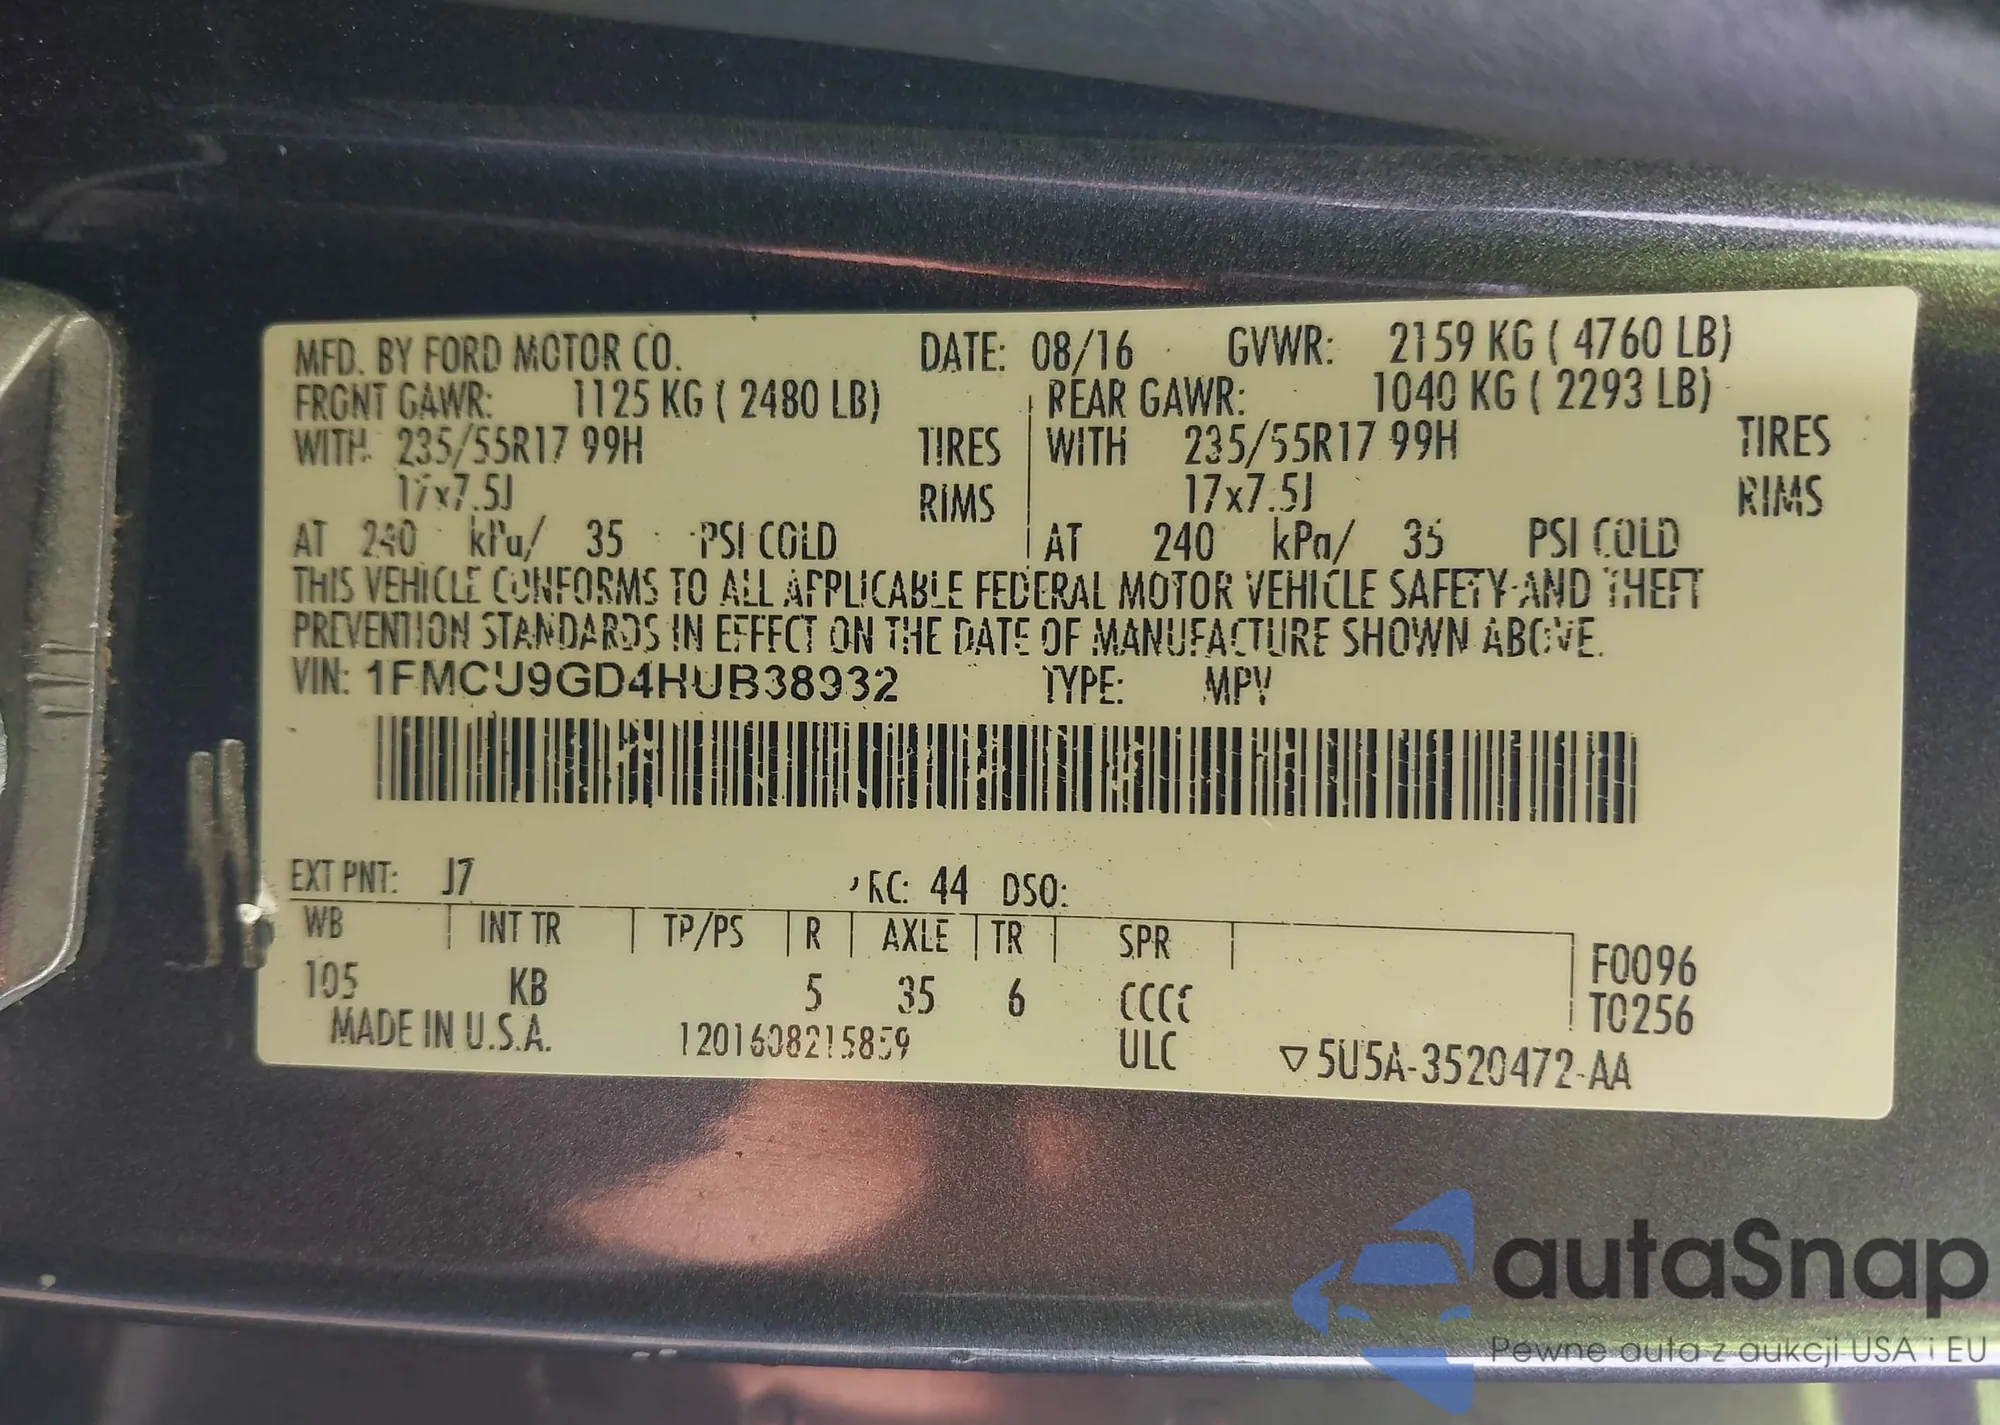 MFD. BY FORD MOTOR CO. DATE: 08/16 GVWR: 2159 KG ( 4760 LB)
FRONT GAWR: 1125 KG ( 2480 LB) REAR GAWR: 1040 KG ( 2293 LB)
WITH 235/55R17 99H TIRES WITH 235/55R17 99H TIRES
17x7.5J RIMS 17x7.5J RIMS
AT 240 kPa/ 35 PSI COLD AT 240 kPa/ 35 PSI COLD
THIS VEHICLE CONFORMS TO ALL APPLICABLE FEDERAL MOTOR VEHICLE SAFETY AND THEFT
PREVENTION STANDARDS IN EFFECT ON THE DATE OF MANUFACTURE SHOWN ABOVE.
VIN: 1FMCU9GD4HUB38932 TYPE: MPV
EXT PNT: J7 RC: 44 DSO:
WB INT TR TP/PS R AXLE TR SPR
105 KB 5 35 6 CCCC
F0096
T0256
MADE IN U.S.A. 1201608215859 ULC ▽5U5A-3520472-AA
autaSnap
Pewne auta z aukcji USA i EU